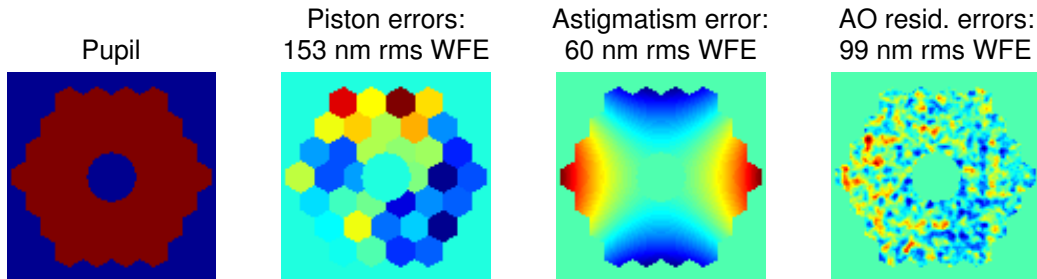 Pupil
Piston errors:
153 nm rms WFE
Astigmatism error:
60 nm rms WFE
AO resid. errors:
99 nm rms WFE